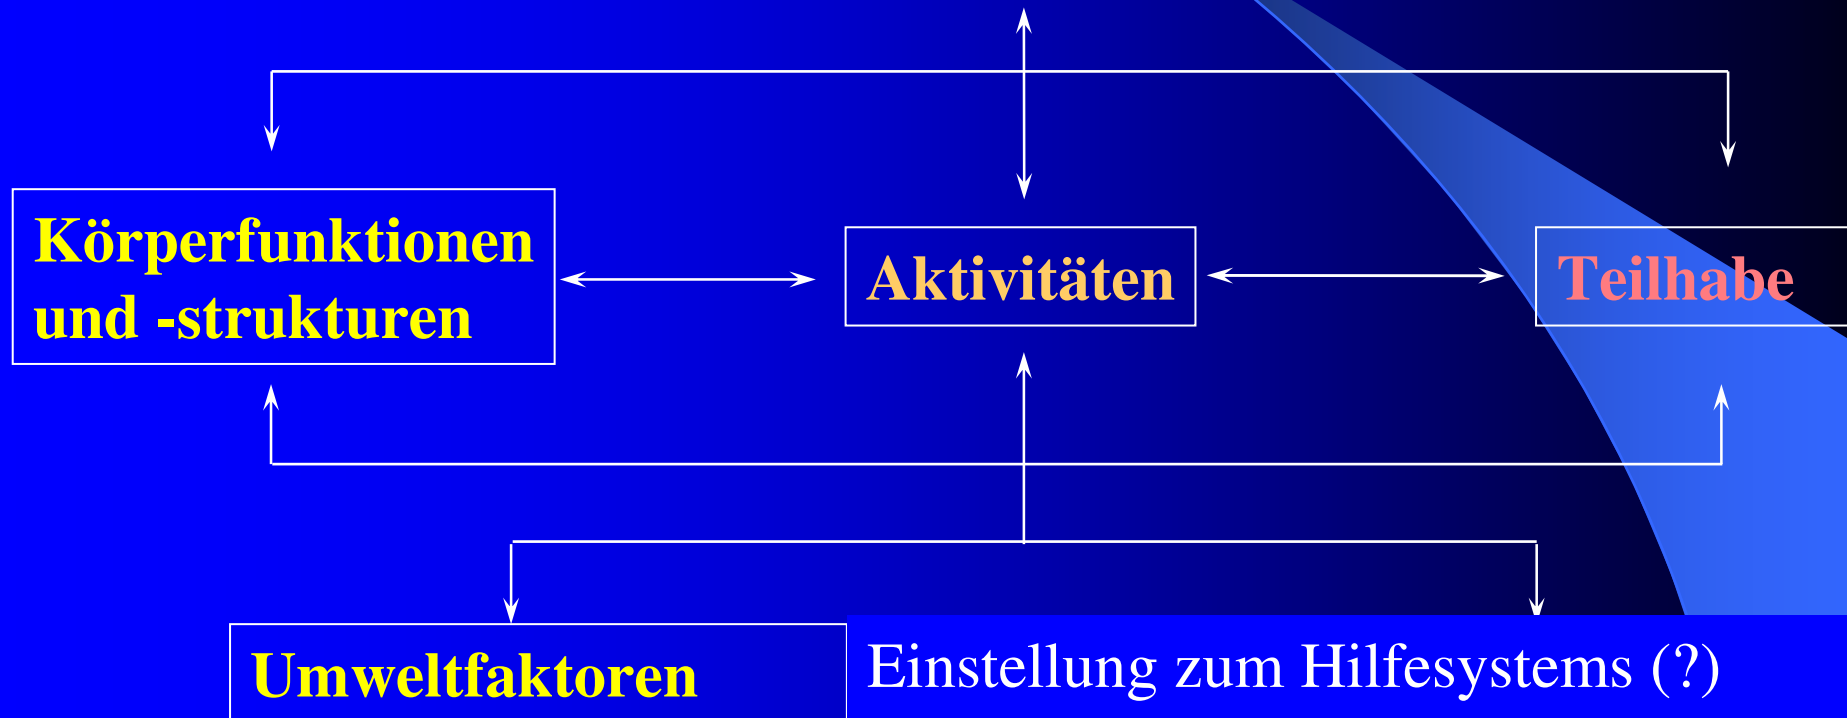 Körperfunktionen
und -strukturen
Aktivitäten
Teilhabe
Umweltfaktoren
Einstellung zum Hilfesystems (?)